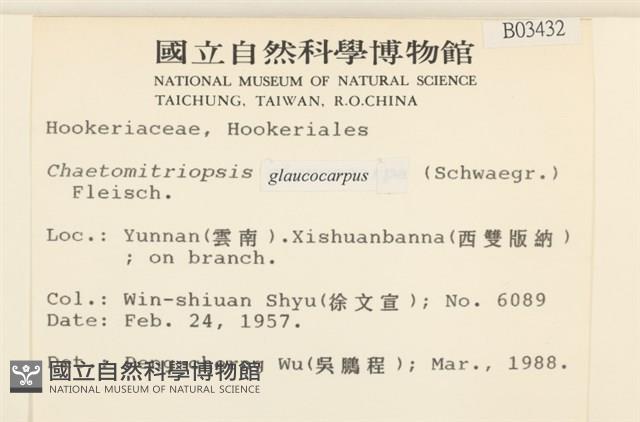 B03432
國立自然科學博物館
NATIONAL MUSEUM OF NATURAL SCIENCE
TAICHUNG, TAIWAN, R.O.CHINA
Hookeriaceae, Hookeriales
Chaetomitriopsis glaucocarpus (Schwaegr.)
Fleisch.
Loc.: Yunnan(雲南).Xishuanbanna(西雙版納)
; on branch.
Col.: Win-shiuan Shyu(徐文宣); No. 6089
Date: Feb. 24, 1957.
Det.: Wu(吳鵬程); Mar., 1988.
國立自然科學博物館
NATIONAL MUSEUM OF NATURAL SCIENCE